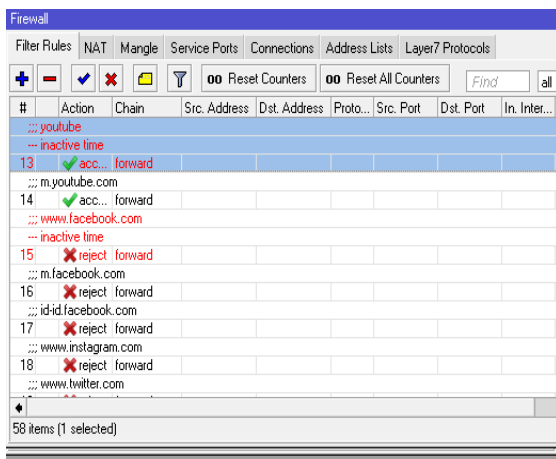 Firewall
Filter Rules NAT Mangle Service Ports Connections Address Lists Layer7 Protocols
00 Reset Counters 00 Reset All Counters Find all
# Action Chain Src. Address Dst. Address Proto... Src. Port Dst. Port In. Inter...
;;; youtube
--- inactive time
13 acc... forward
;;; m.youtube.com
14 acc... forward
;;; www.facebook.com
--- inactive time
15 reject forward
;;; m.facebook.com
16 reject forward
;;; id-id.facebook.com
17 reject forward
;;; www.instagram.com
18 reject forward
;;; www.twitter.com
58 items (1 selected)